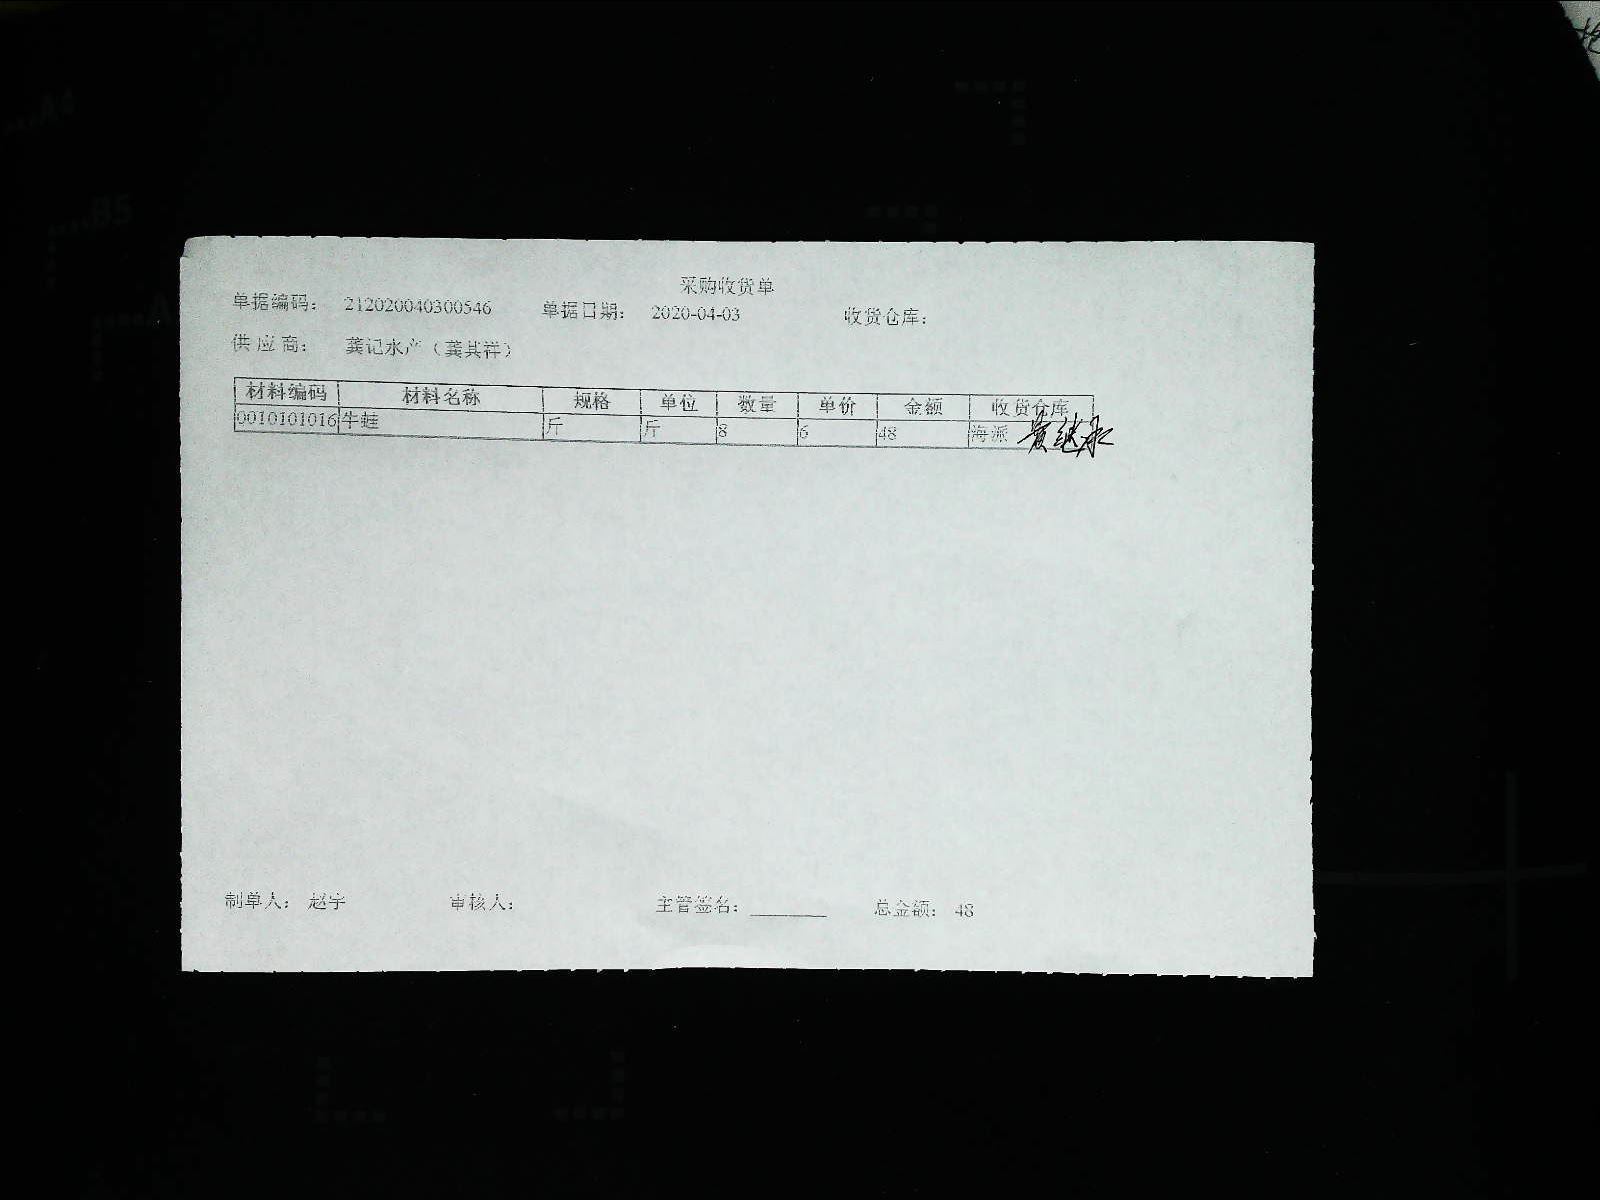 采购收货单
单据编码： 212020040300546 单据日期： 2020-04-03 收货仓库：
供 应 商： 龚记水产（龚其祥）
材料编码 材料名称 规格 单位 数量 单价 金额 收货仓库
0010101016 牛蛙 斤 斤 8 6 48 海派
制单人： 赵宇 审核人： 主管签名： 总金额： 48
A4
B5